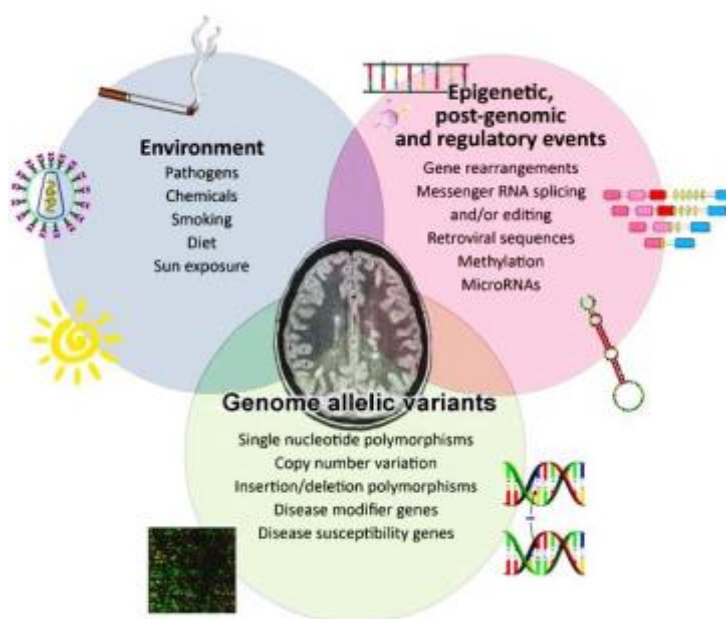 Environment
Pathogens
Chemicals
Smoking
Diet
Sun exposure
Epigenetic,
post-genomic
and regulatory events
Gene rearrangements
Messenger RNA splicing
and/or editing
Retroviral sequences
Methylation
MicroRNAs
Genome allelic variants
Single nucleotide polymorphisms
Copy number variation
Insertion/deletion polymorphisms
Disease modifier genes
Disease susceptibility genes